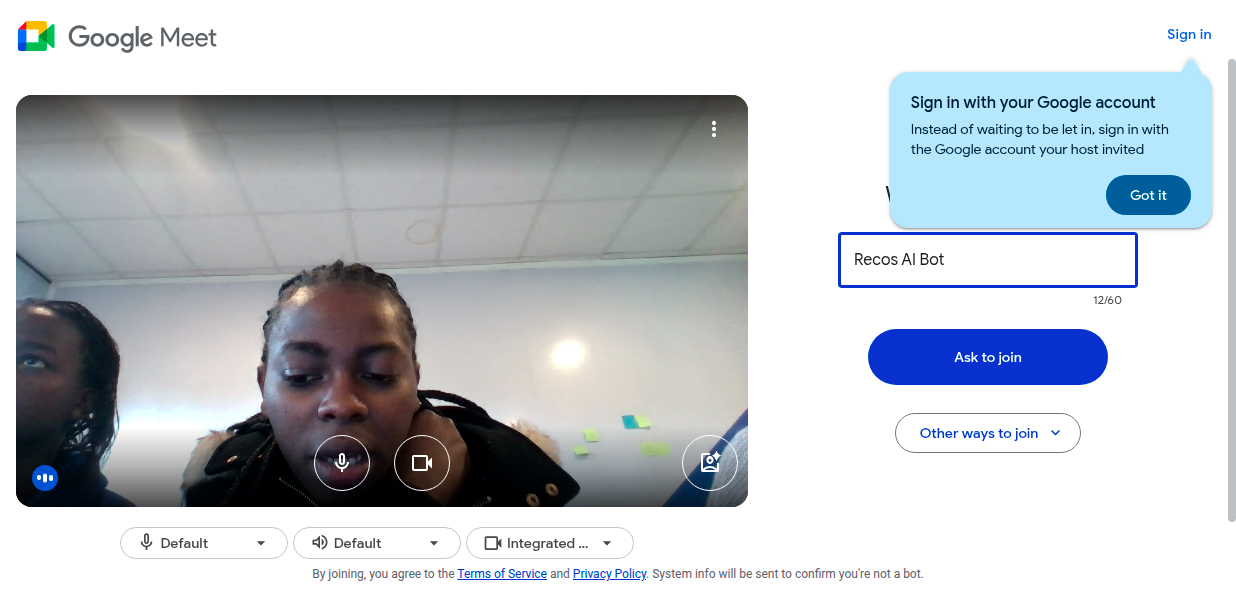 Google Meet
Sign in
Sign in with your Google account
Instead of waiting to be let in, sign in with
the Google account your host invited
Got it
Recos AI Bot
12/60
Ask to join
Other ways to join
Default
Default
Integrated ...
By joining, you agree to the Terms of Service and Privacy Policy. System info will be sent to confirm you're not a bot.